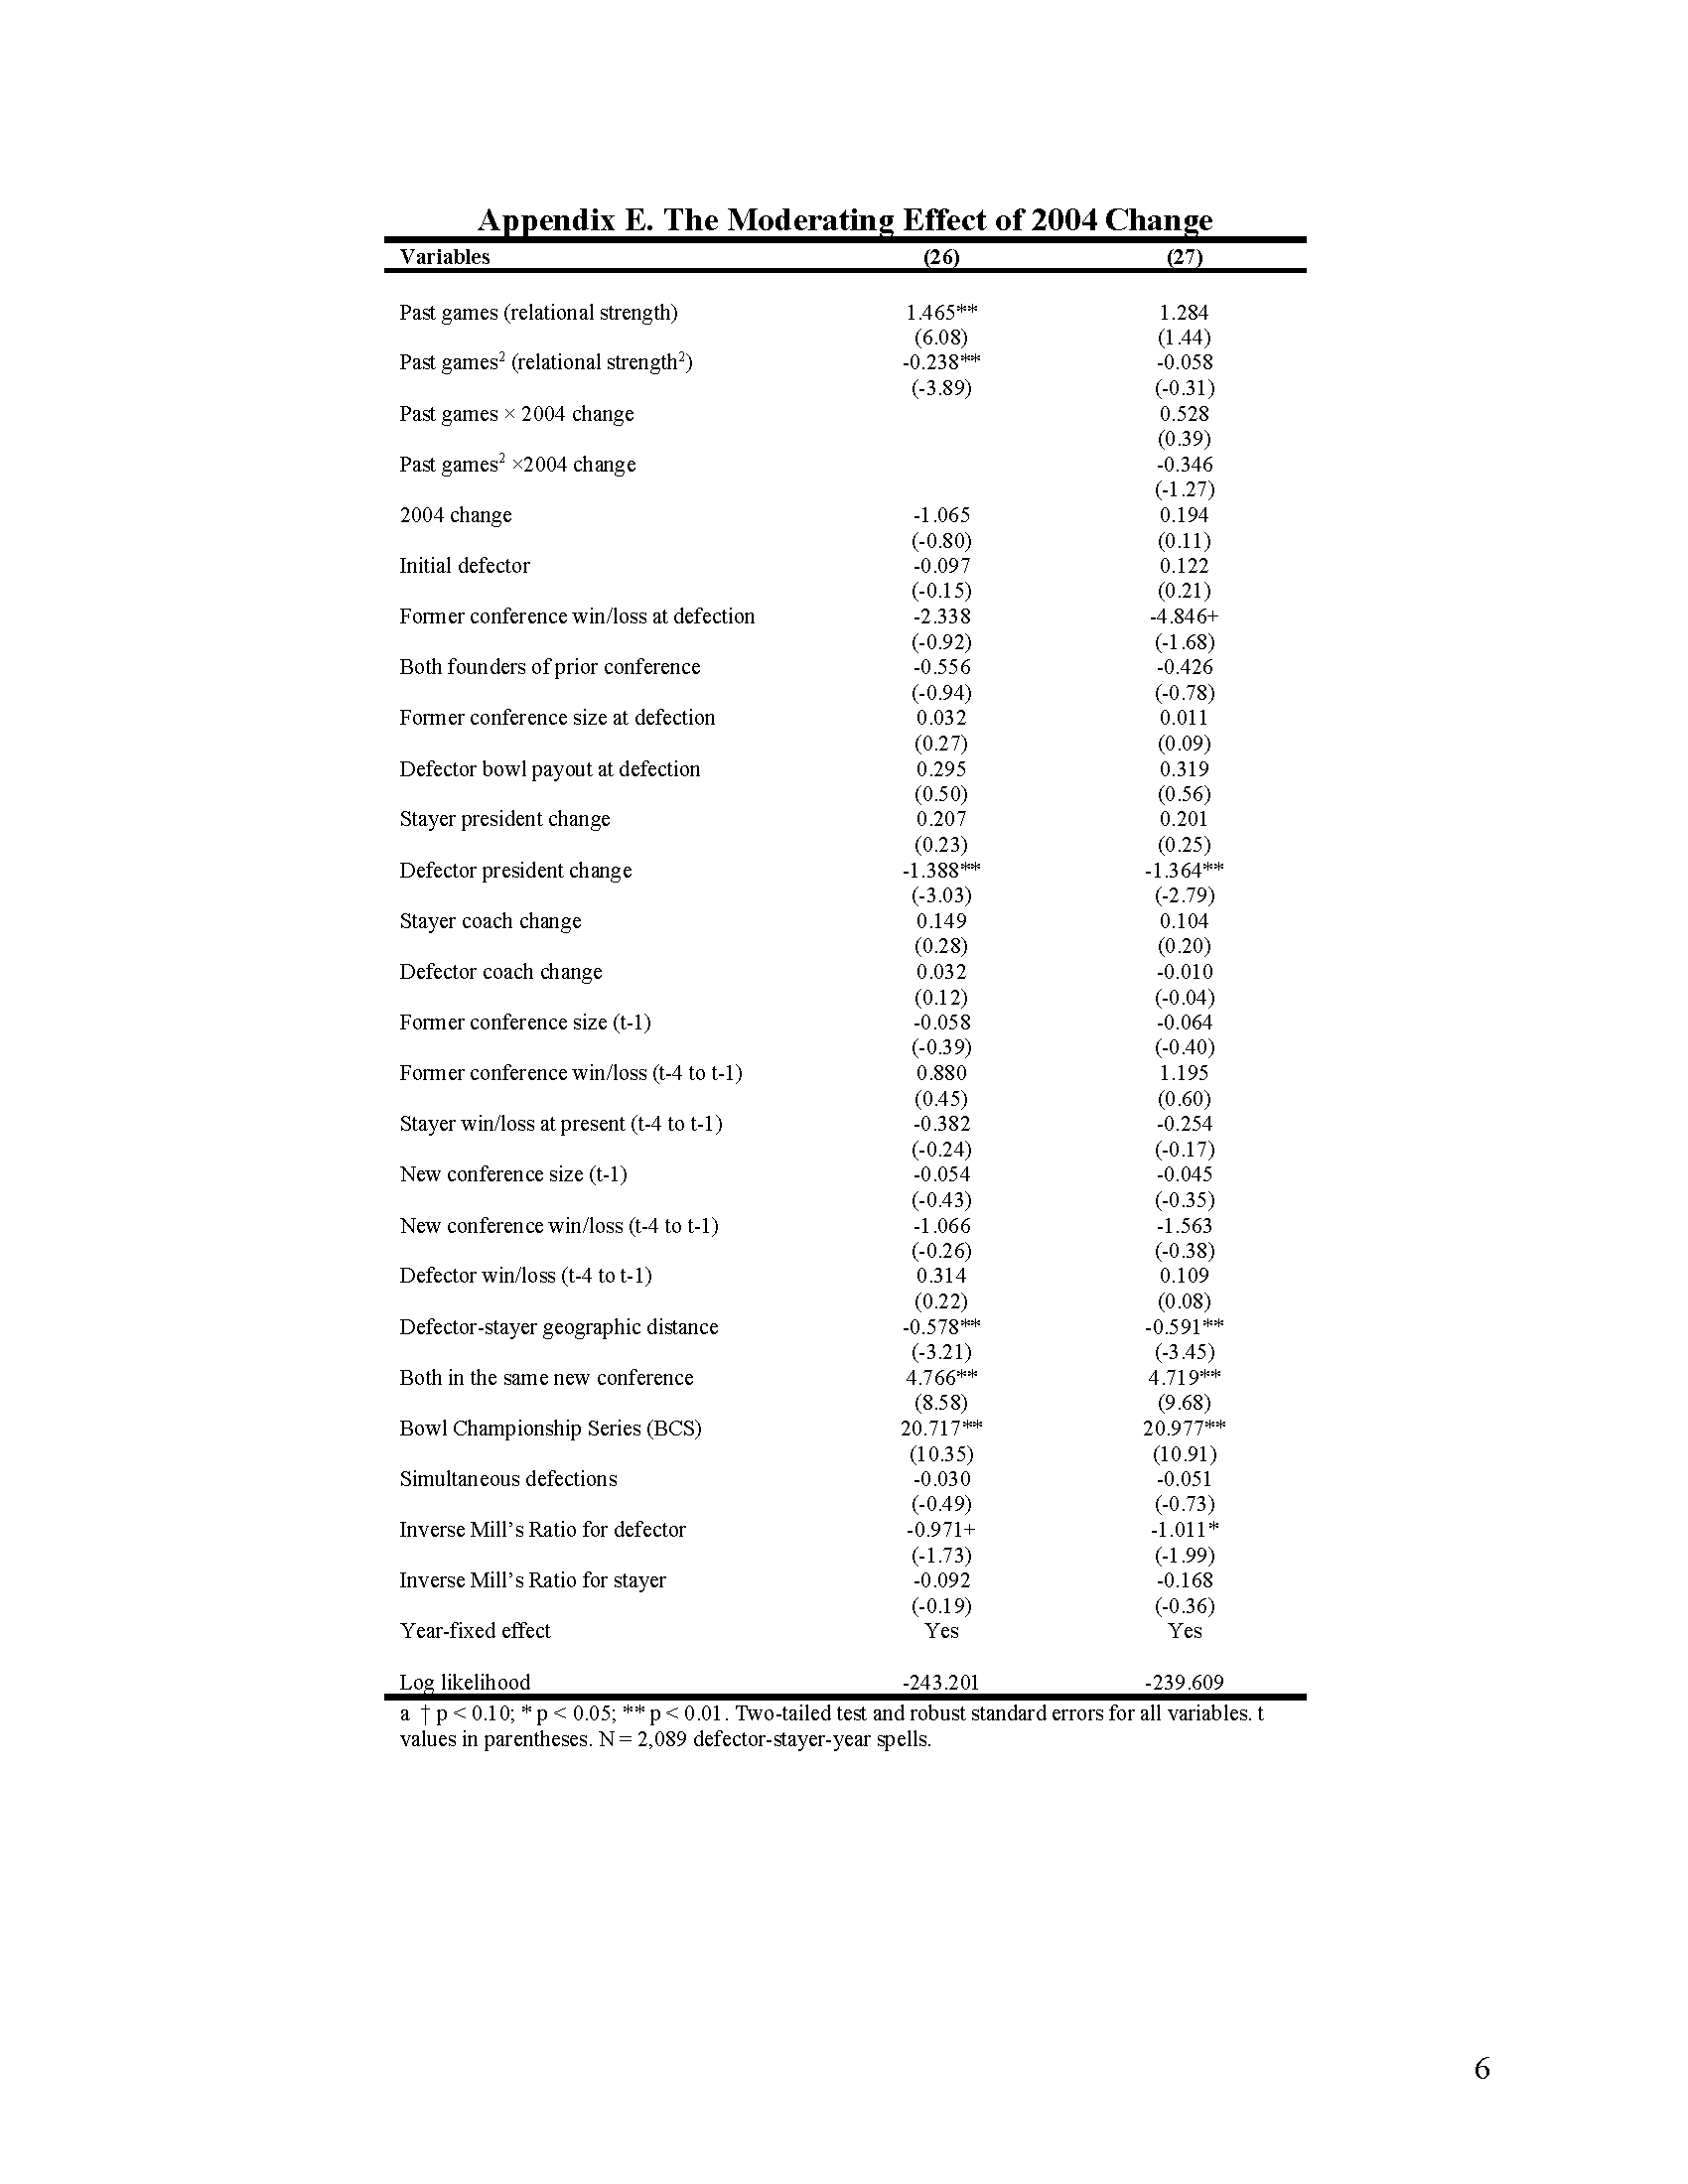 Appendix E. The Moderating Effect of 2004 Change
Variables (26) (27)
Past games (relational strength) 1.465** 1.284
(6.08) (1.44)
Past games² (relational strength²) -0.238** -0.058
(-3.89) (-0.31)
Past games × 2004 change 0.528
(0.39)
Past games² ×2004 change -0.346
(-1.27)
2004 change -1.065 0.194
(-0.80) (0.11)
Initial defector -0.097 0.122
(-0.15) (0.21)
Former conference win/loss at defection -2.338 -4.846+
(-0.92) (-1.68)
Both founders of prior conference -0.556 -0.426
(-0.94) (-0.78)
Former conference size at defection 0.032 0.011
(0.27) (0.09)
Defector bowl payout at defection 0.295 0.319
(0.50) (0.56)
Stayer president change 0.207 0.201
(0.23) (0.25)
Defector president change -1.388** -1.364**
(-3.03) (-2.79)
Stayer coach change 0.149 0.104
(0.28) (0.20)
Defector coach change 0.032 -0.010
(0.12) (-0.04)
Former conference size (t-1) -0.058 -0.064
(-0.39) (-0.40)
Former conference win/loss (t-4 to t-1) 0.880 1.195
(0.45) (0.60)
Stayer win/loss at present (t-4 to t-1) -0.382 -0.254
(-0.24) (-0.17)
New conference size (t-1) -0.054 -0.045
(-0.43) (-0.35)
New conference win/loss (t-4 to t-1) -1.066 -1.563
(-0.26) (-0.38)
Defector win/loss (t-4 to t-1) 0.314 0.109
(0.22) (0.08)
Defector-stayer geographic distance -0.578** -0.591**
(-3.21) (-3.45)
Both in the same new conference 4.766** 4.719**
(8.58) (9.68)
Bowl Championship Series (BCS) 20.717** 20.977**
(10.35) (10.91)
Simultaneous defections -0.030 -0.051
(-0.49) (-0.73)
Inverse Mill’s Ratio for defector -0.971+ -1.011*
(-1.73) (-1.99)
Inverse Mill’s Ratio for stayer -0.092 -0.168
(-0.19) (-0.36)
Year-fixed effect Yes Yes
Log likelihood -243.201 -239.609
a † p < 0.10; * p < 0.05; ** p < 0.01. Two-tailed test and robust standard errors for all variables. t
values in parentheses. N = 2,089 defector-stayer-year spells.
6